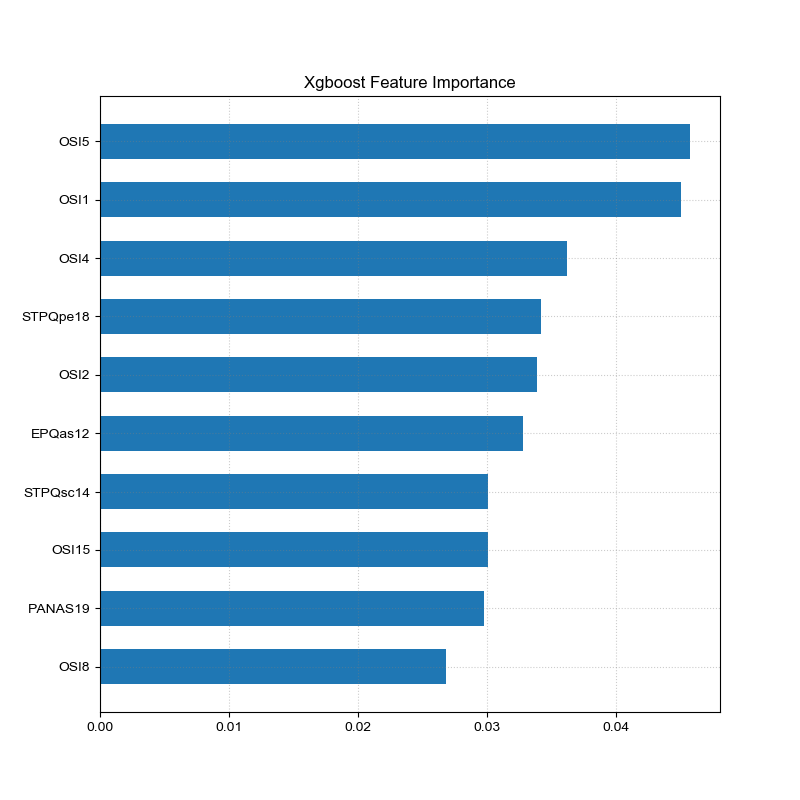 Xgboost Feature Importance
OSI5
OSI1
OSI4
STPQpe18
OSI2
EPQas12
STPQsc14
OSI15
PANAS19
OSI8
0.00 0.01 0.02 0.03 0.04